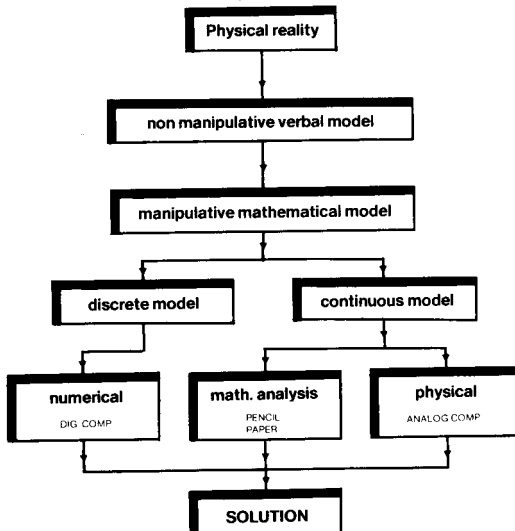 Physical reality
non manipulative verbal model
manipulative mathematical model
discrete model
continuous model
numerical
DIG COMP
math. analysis
PENCIL
PAPER
physical
ANALOG COMP
SOLUTION